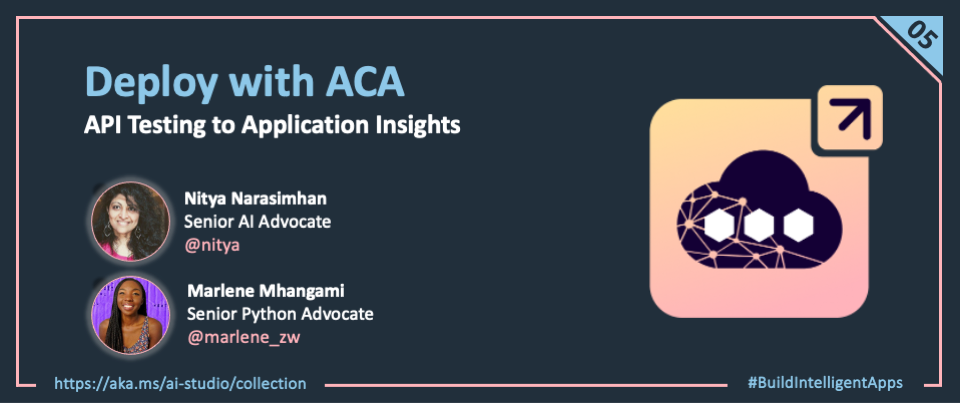 05
Deploy with ACA
API Testing to Application Insights
Nitya Narasimhan
Senior AI Advocate
@nitya
Marlene Mhangami
Senior Python Advocate
@marlene_zw
https://aka.ms/ai-studio/collection
#BuildIntelligentApps